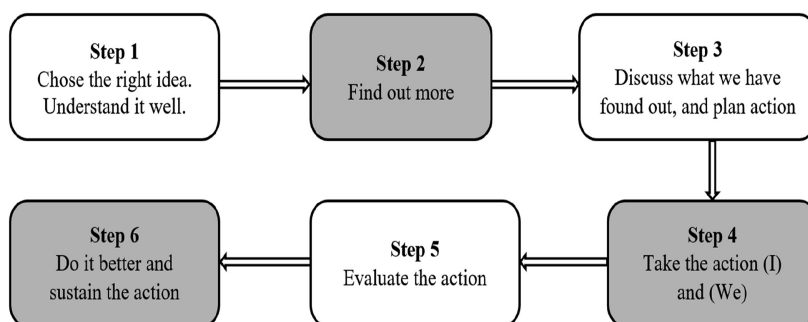 Step 1
Chose the right idea.
Understand it well.
Step 2
Find out more
Step 3
Discuss what we have
found out, and plan action
Step 4
Take the action (I)
and (We)
Step 5
Evaluate the action
Step 6
Do it better and
sustain the action